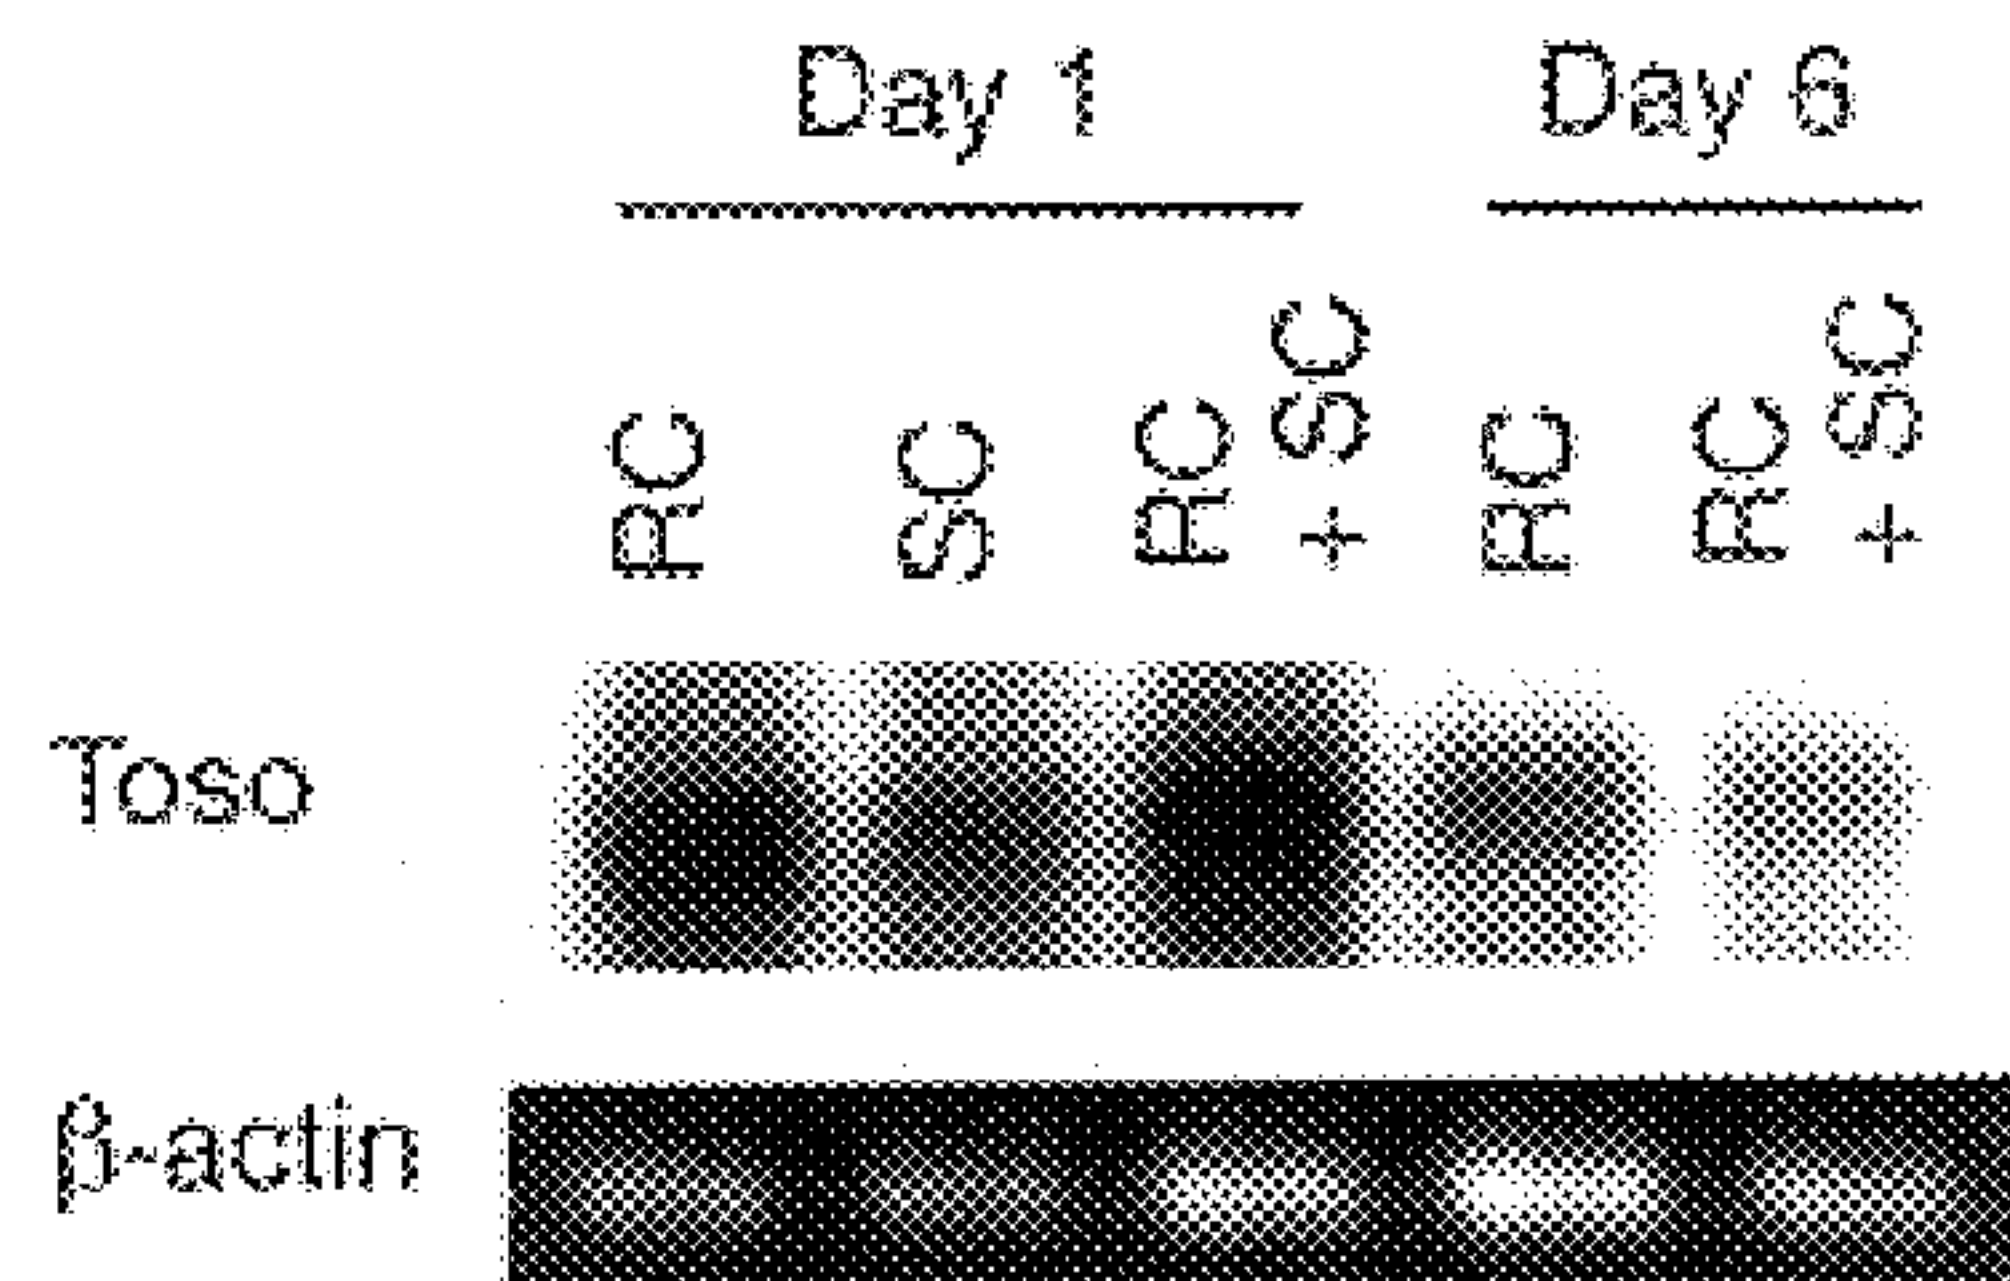 Day 1 Day 6
RC SC RC + SC RC RC + SC
Toso
β-actin